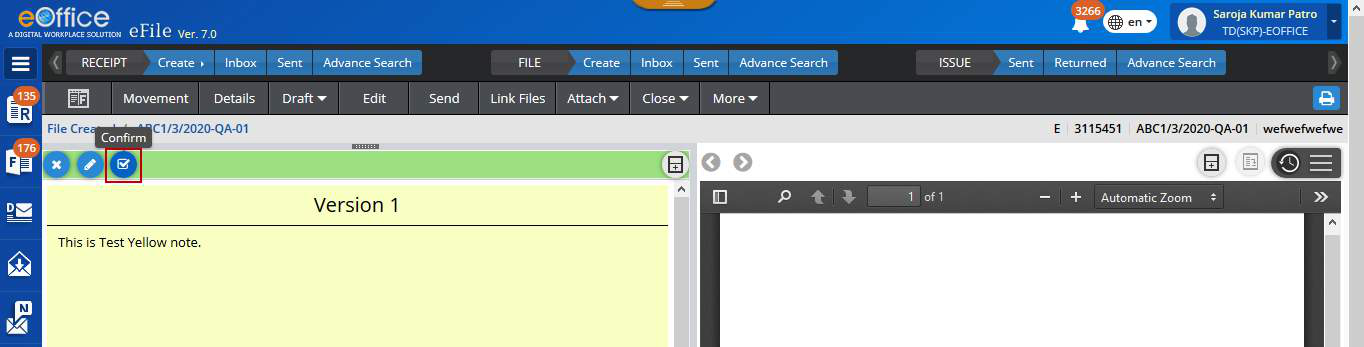 eOffice
A DIGITAL WORKPLACE SOLUTION
eFile Ver. 7.0
3266
en
Saroja Kumar Patro
TD(SKP)-EOFFICE
RECEIPT Create Inbox Sent Advance Search
FILE Create Inbox Sent Advance Search
ISSUE Sent Returned Advance Search
135
R
F
Movement Details Draft Edit Send Link Files Attach Close More
File Crea
ABC1/3/2020-QA-01
E 3115451 ABC1/3/2020-QA-01 wefwefwefwe
Confirm
176
F
D
N
Version 1
This is Test Yellow note.
1 of 1
Automatic Zoom